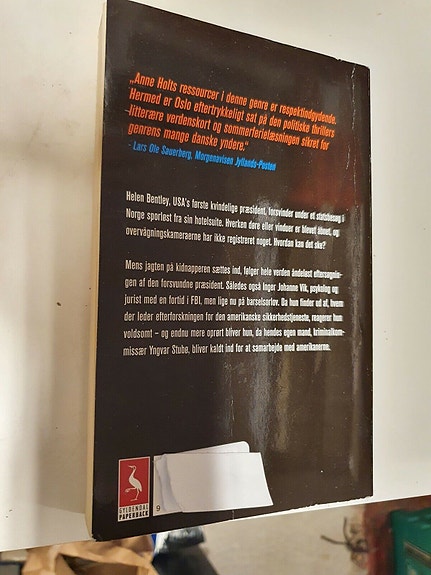 „Anne Holts ressourcer i denne genre er respektindgydende.
Hermed er Oslo eftertrykkeligt sat på den politiske thrillers
litterære verdenskort og sommerferielæsningen sikret for
genrens mange danske yndere.“
- Lars Ole Sauerberg, Morgenavisen Jyllands-Posten
Helen Bentley, USA's første kvindelige præsident, forsvinder under et statsbesøg i
Norge sporløst fra sin hotelsuite. Hverken døre eller vinduer er blevet åbnet, og
overvågningskameraerne har ikke registreret noget. Hvordan kan det ske?
Mens jagten på kidnapperen sættes ind, følger hele verden åndeløst eftersøgnin-
gen af den forsvundne præsident. Således også Inger Johanne Vik, psykolog og
jurist med en fortid i FBI, men lige nu på barselsorlov. Da hun finder ud af, hvem
der leder efterforskningen for den amerikanske sikkerhedstjeneste, reagerer hun
voldsomt – og endnu mere oprørt bliver hun, da hendes egen mand, kriminalkom-
missær Yngvar Stubø, bliver kaldt ind for at samarbejde med amerikanerne.
GYLDENDAL
PAPERBACK
9